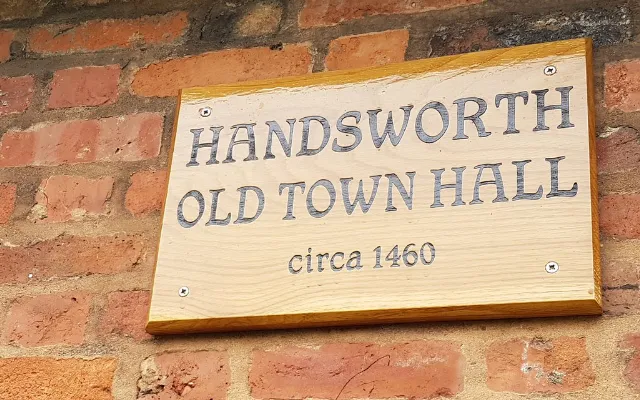 HANDSWORTH
OLD TOWN HALL
circa 1460